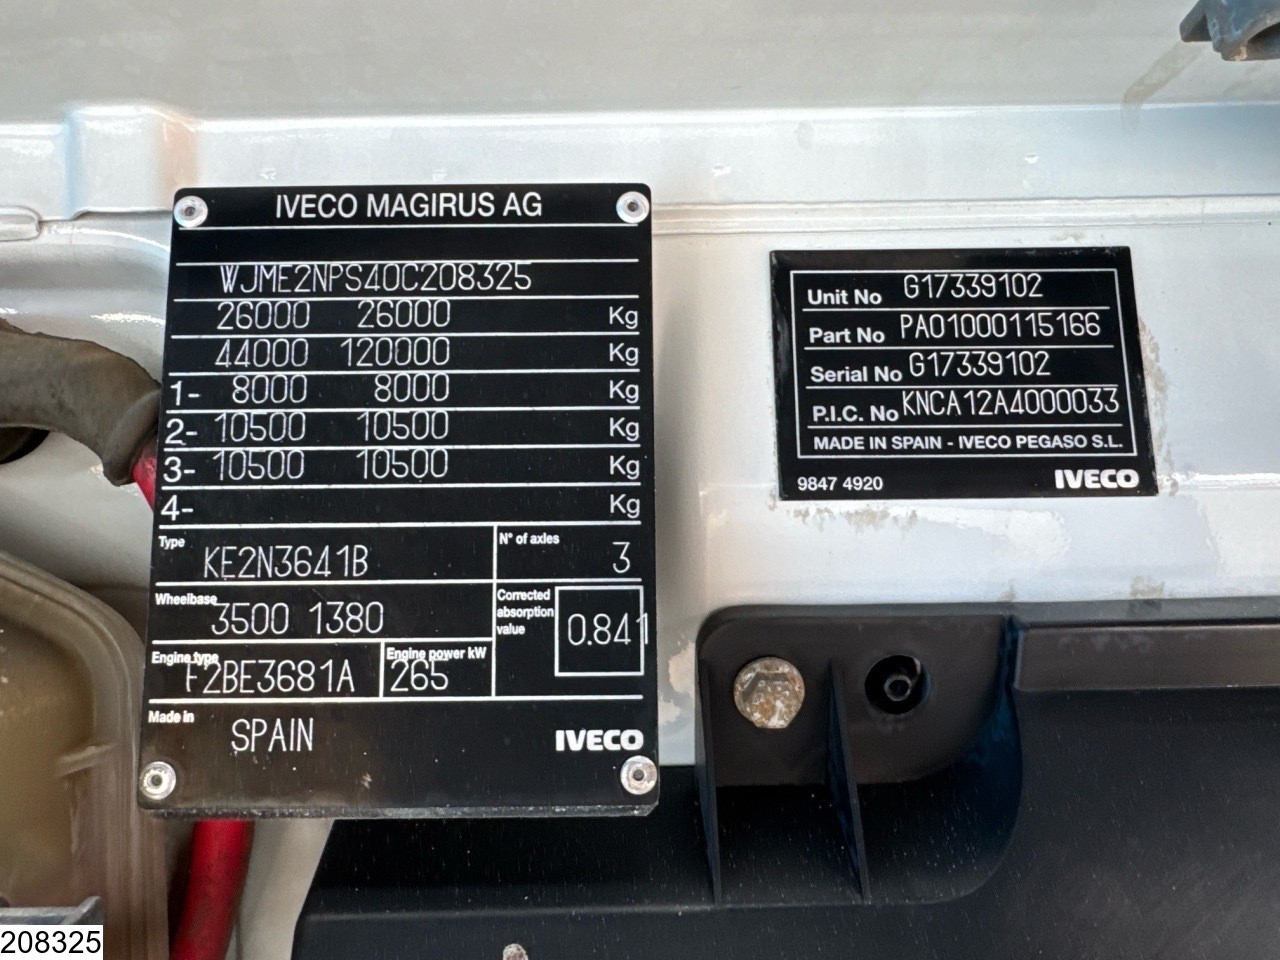 IVECO MAGIRUS AG
WJME2NPS40C208325
26000 26000 Kg
44000 120000 Kg
1- 8000 8000 Kg
2- 10500 10500 Kg
3- 10500 10500 Kg
4- Kg
Type KE2N3641B
N° of axles 3
Wheelbase 3500 1380
Corrected absorption value 0.841
Engine type F2BE3681A
Engine power kW 265
Made in SPAIN
IVECO
Unit No G17339102
Part No PA01000115166
Serial No G17339102
P.I.C. No KNCA12A4000033
MADE IN SPAIN - IVECO PEGASO S.L.
9847 4920 IVECO
208325